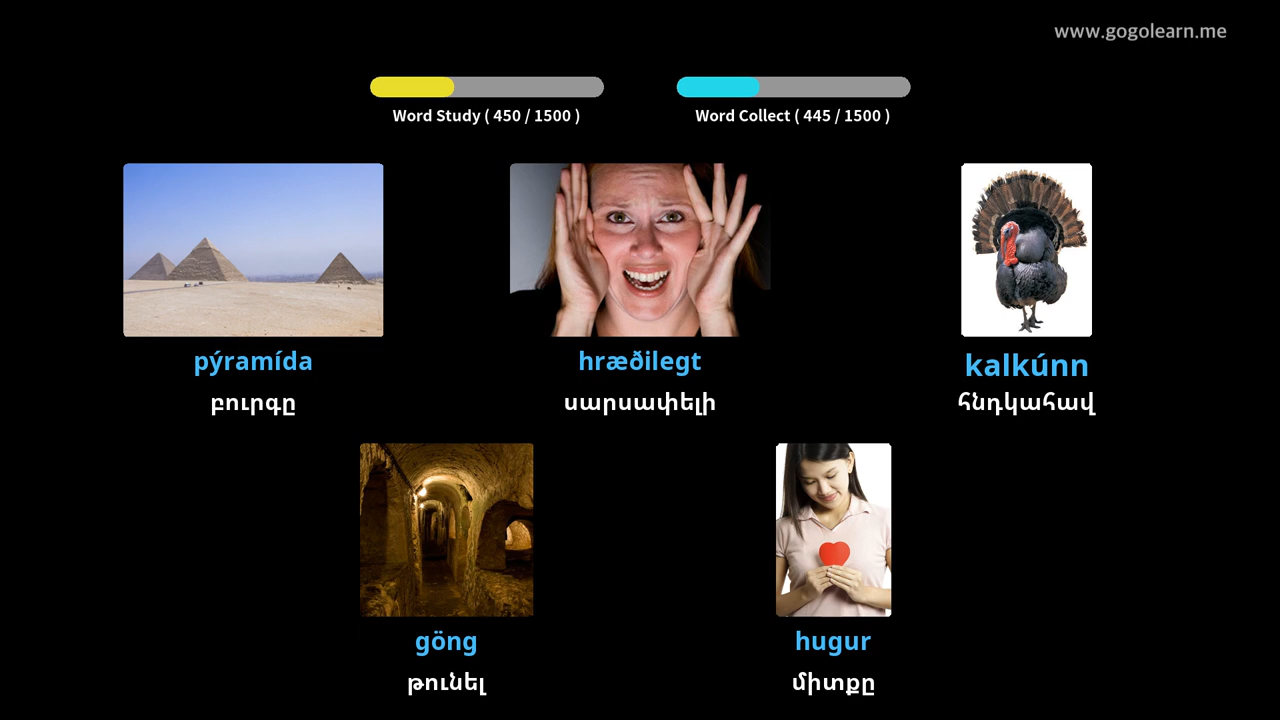 www.gogolearn.me
Word Study ( 450 / 1500 )
Word Collect ( 445 / 1500 )
pýramída
hræðilegt
kalkúnn
բուրգը
սարսափելի
հնդկահավ
göng
hugur
թունել
միտքը